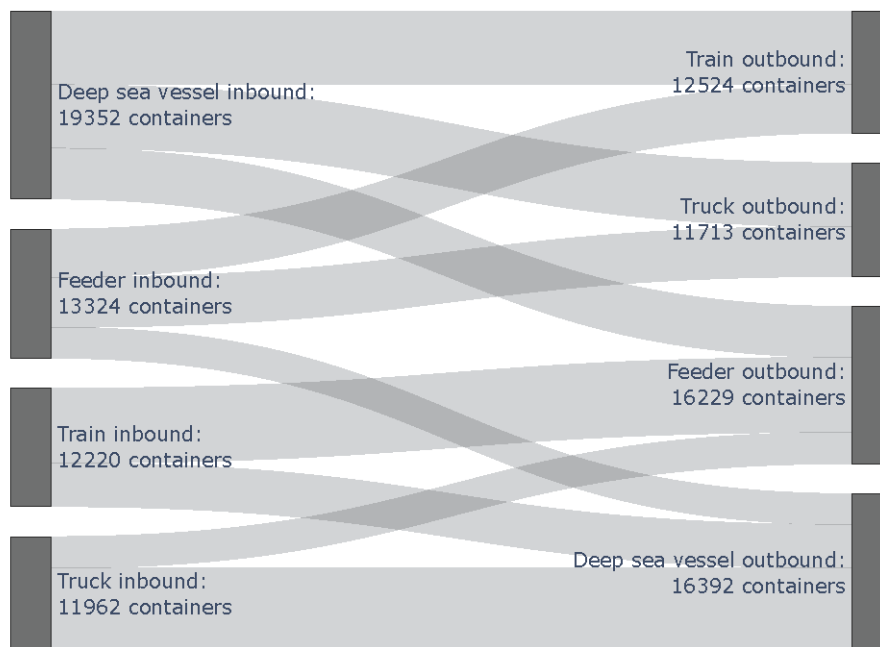 Deep sea vessel inbound:
19352 containers
Feeder inbound:
13324 containers
Train inbound:
12220 containers
Truck inbound:
11962 containers
Train outbound:
12524 containers
Truck outbound:
11713 containers
Feeder outbound:
16229 containers
Deep sea vessel outbound:
16392 containers